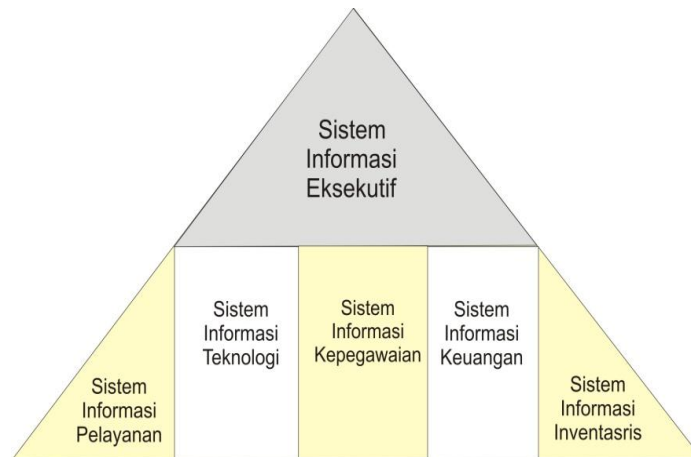 Sistem
Informasi
Eksekutif
Sistem
Informasi
Pelayanan
Sistem
Informasi
Teknologi
Sistem
Informasi
Kepegawaian
Sistem
Informasi
Keuangan
Sistem
Informasi
Inventasris